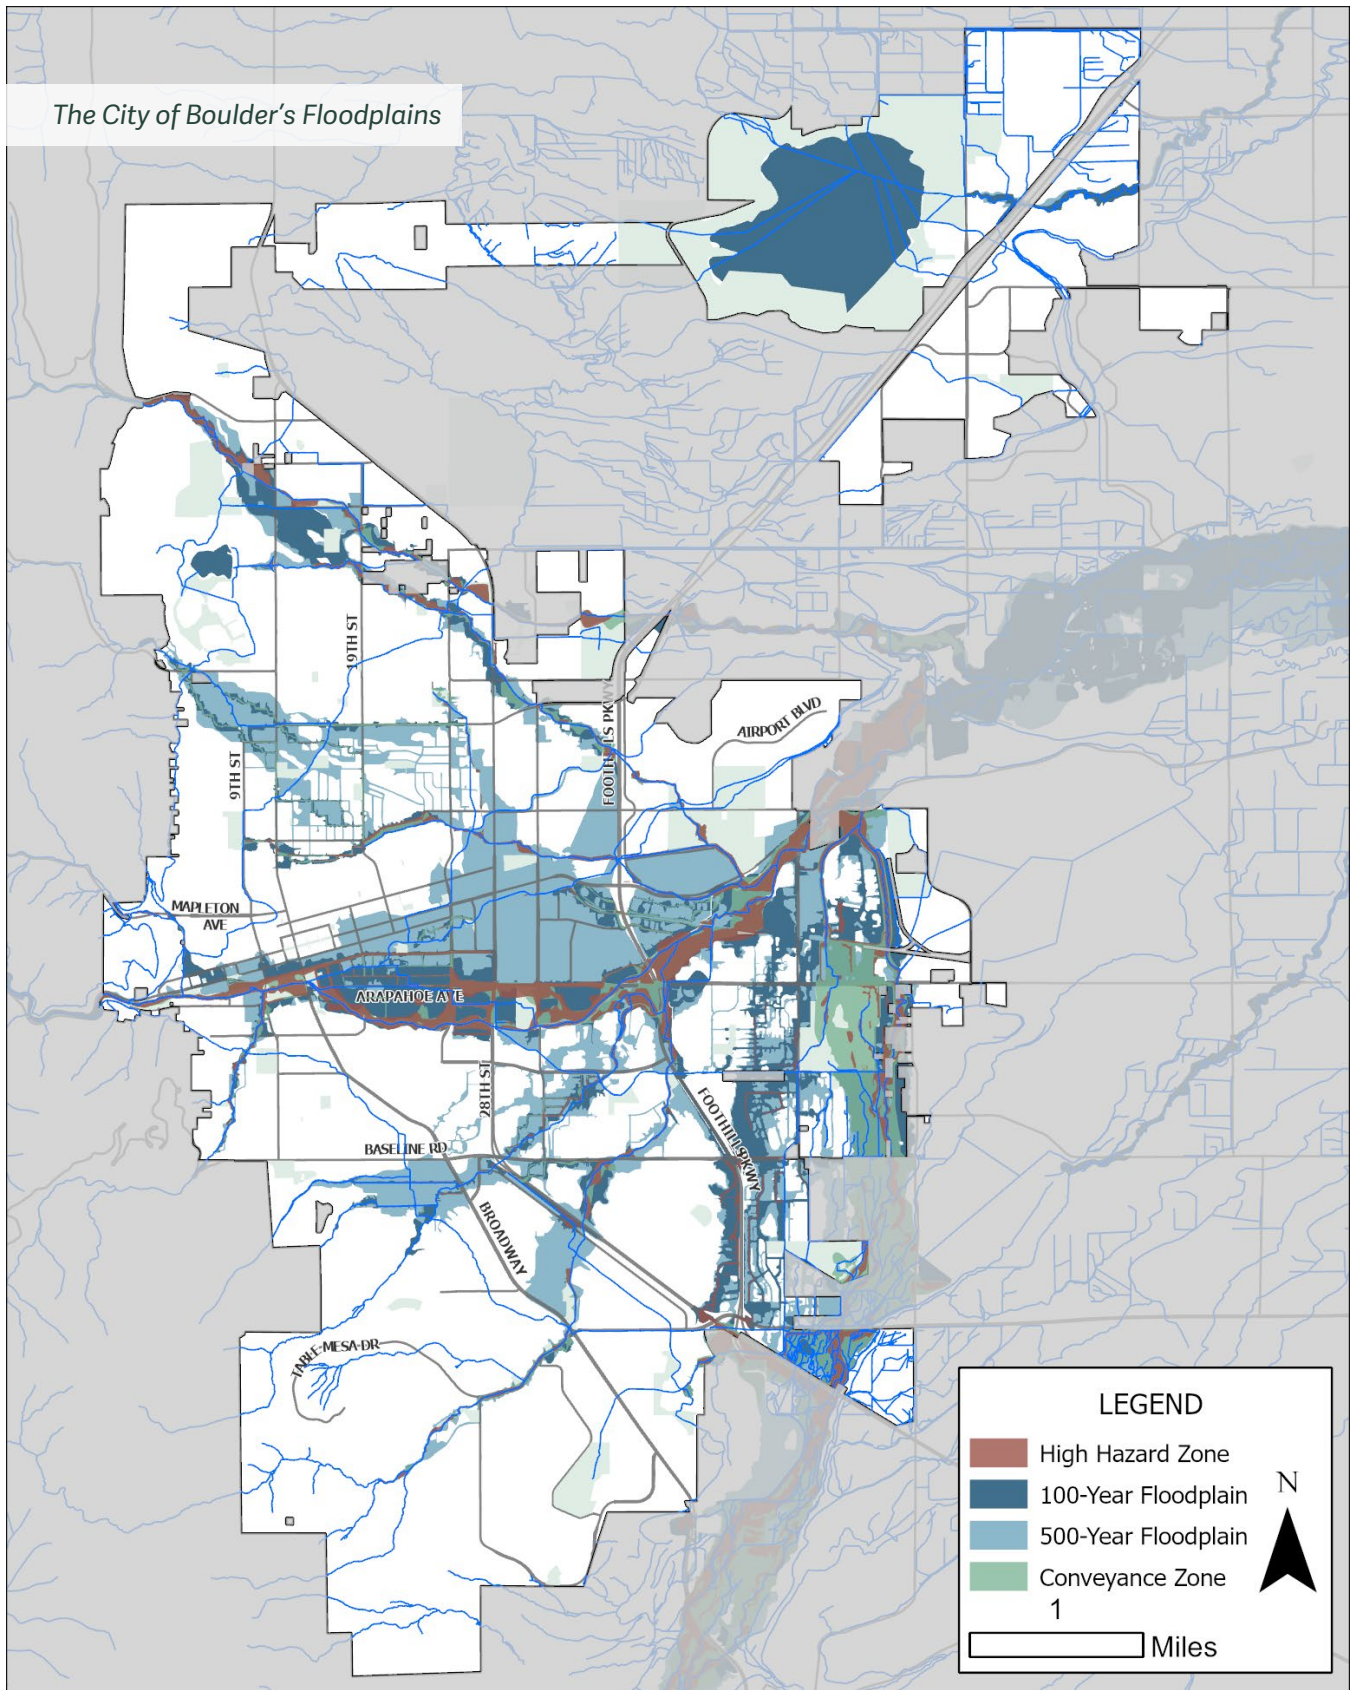 The City of Boulder's Floodplains
19TH ST
FOOTHILLS PKWY
AIRPORT BLVD
9TH ST
MAPLETON
AVE
ARAPAHOE AVE
28TH ST
FOOTHILLS PKWY
BASELINE RD
BROADWAY
TABLE MESA DR
LEGEND
High Hazard Zone
100-Year Floodplain
500-Year Floodplain
Conveyance Zone
N
1
Miles